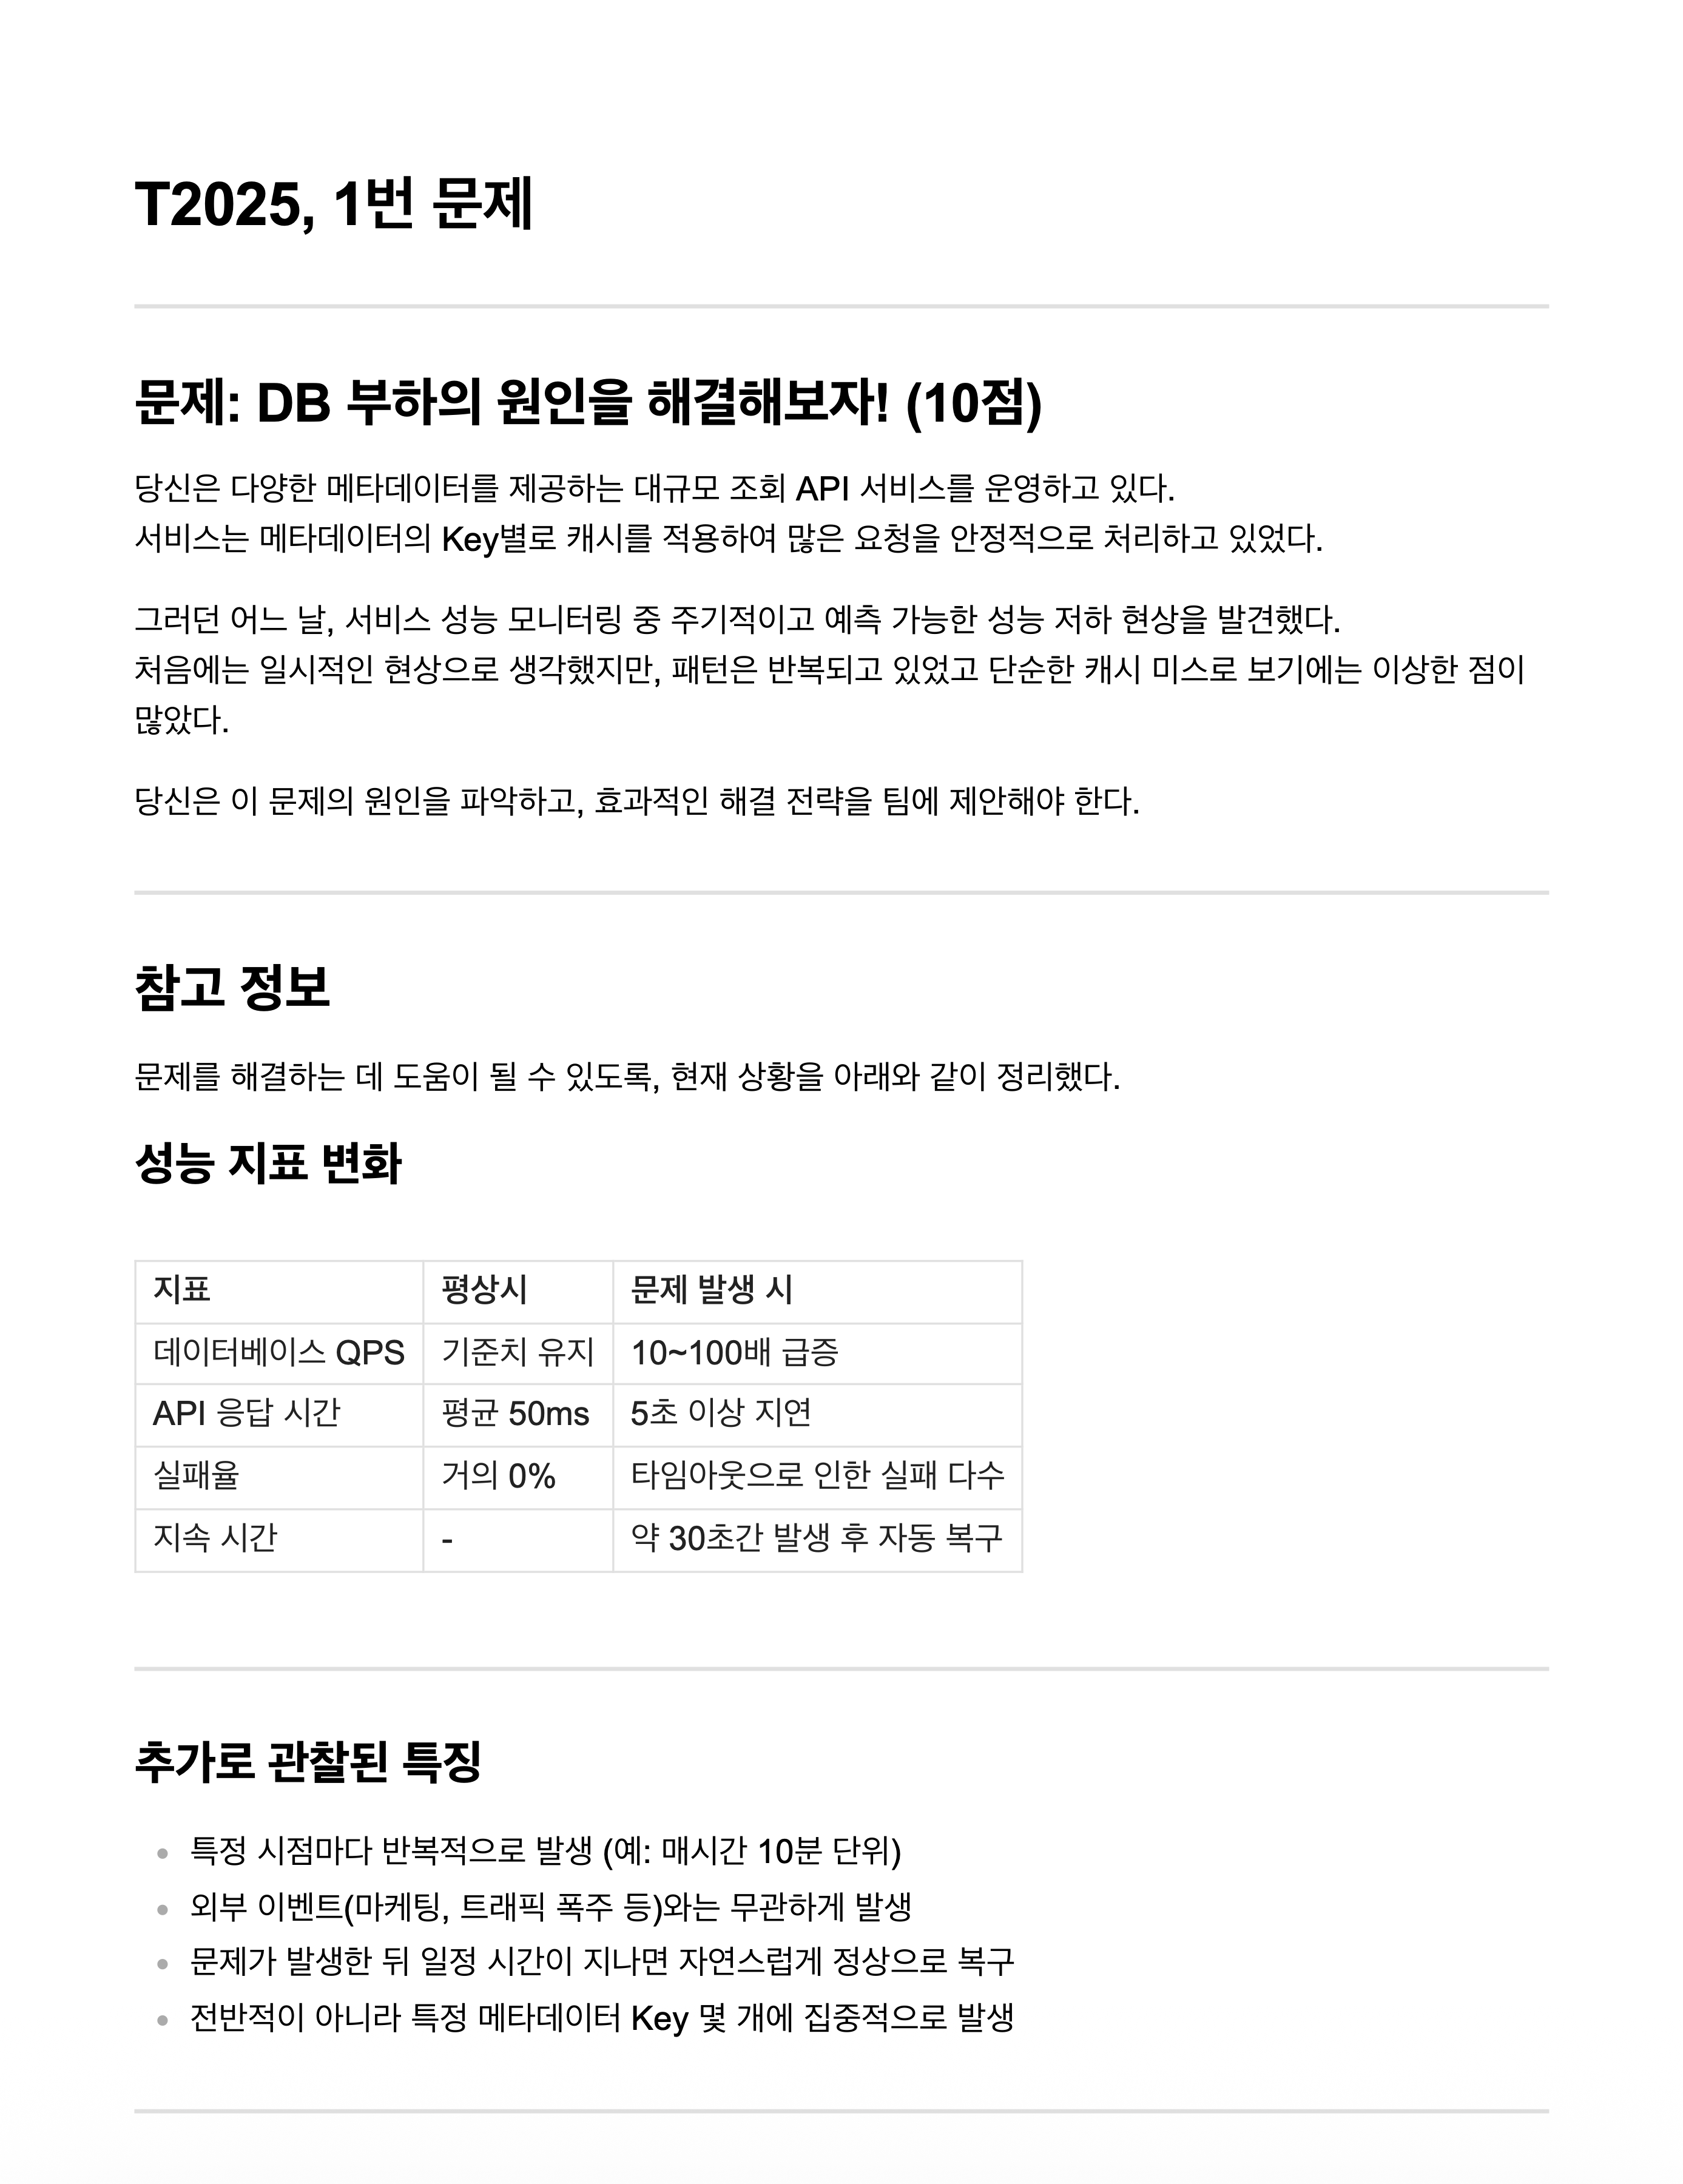 T2025, 1번 문제
문제: DB 부하의 원인을 해결해보자! (10점)
당신은 다양한 메타데이터를 제공하는 대규모 조회 API 서비스를 운영하고 있다.
서비스는 메타데이터의 Key별로 캐시를 적용하여 많은 요청을 안정적으로 처리하고 있었다.
그러던 어느 날, 서비스 성능 모니터링 중 주기적이고 예측 가능한 성능 저하 현상을 발견했다.
처음에는 일시적인 현상으로 생각했지만, 패턴은 반복되고 있었고 단순한 캐시 미스로 보기에는 이상한 점이
많았다.
당신은 이 문제의 원인을 파악하고, 효과적인 해결 전략을 팀에 제안해야 한다.
참고 정보
문제를 해결하는 데 도움이 될 수 있도록, 현재 상황을 아래와 같이 정리했다.
성능 지표 변화
지표 평상시 문제 발생 시
데이터베이스 QPS 기준치 유지 10~100배 급증
API 응답 시간 평균 50ms 5초 이상 지연
실패율 거의 0% 타임아웃으로 인한 실패 다수
지속 시간 - 약 30초간 발생 후 자동 복구
추가로 관찰된 특징
• 특정 시점마다 반복적으로 발생 (예: 매시간 10분 단위)
• 외부 이벤트(마케팅, 트래픽 폭주 등)와는 무관하게 발생
• 문제가 발생한 뒤 일정 시간이 지나면 자연스럽게 정상으로 복구
• 전반적이 아니라 특정 메타데이터 Key 몇 개에 집중적으로 발생